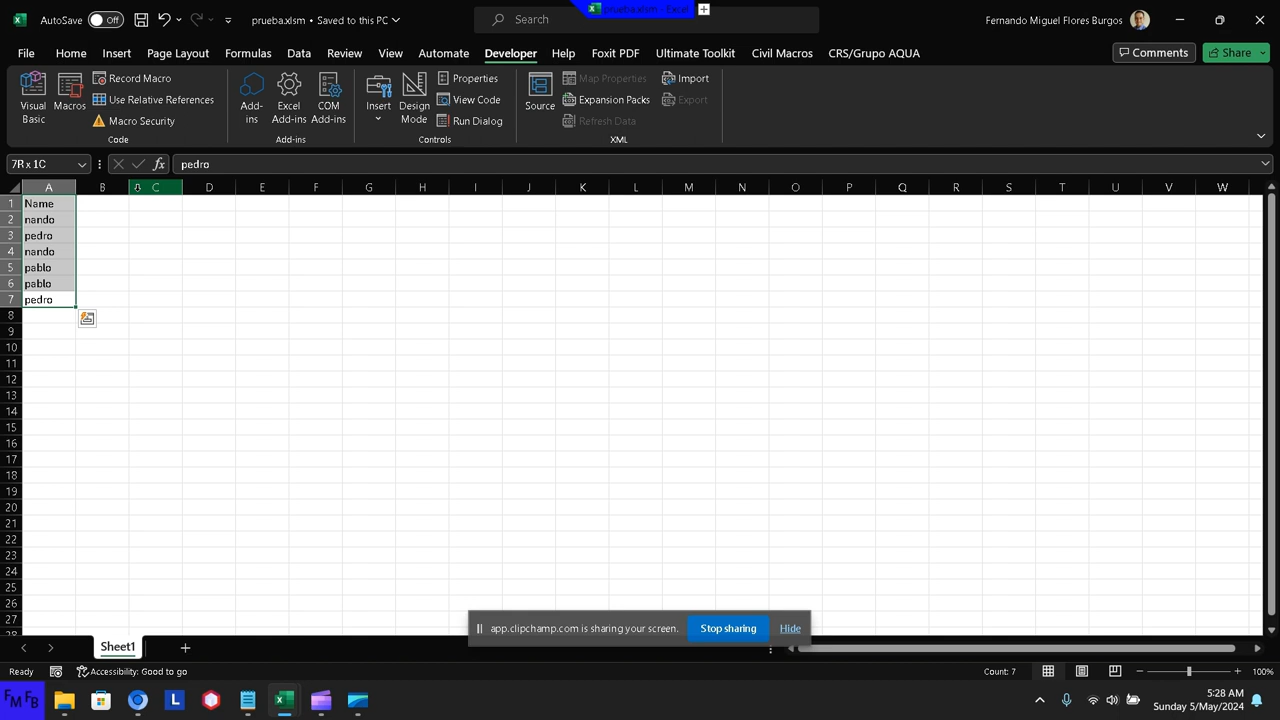 AutoSave Off prueba.xlsm • Saved to this PC Search prueba.xlsm - Excel Fernando Miguel Flores Burgos
File Home Insert Page Layout Formulas Data Review View Automate Developer Help Foxit PDF Ultimate Toolkit Civil Macros CRS/Grupo AQUA Comments Share
Visual Basic
Macros
Record Macro
Use Relative References
Macro Security
Code
Add-ins
Excel Add-ins
COM Add-ins
Add-ins
Insert
Design Mode
Properties
View Code
Run Dialog
Controls
Source
Map Properties
Expansion Packs
Refresh Data
Import
Export
XML
7R x 1C fx pedro
A B C D E F G H I J K L M N O P Q R S T U V W
1 Name
2 nando
3 pedro
4 nando
5 pablo
6 pablo
7 pedro
8
9
10
11
12
13
14
15
16
17
18
19
20
21
22
23
24
25
26
27
28
app.clipchamp.com is sharing your screen. Stop sharing Hide
Sheet1
Ready Accessibility: Good to go Count: 7 100%
FM FB L 5:28 AM
Sunday 5/May/2024